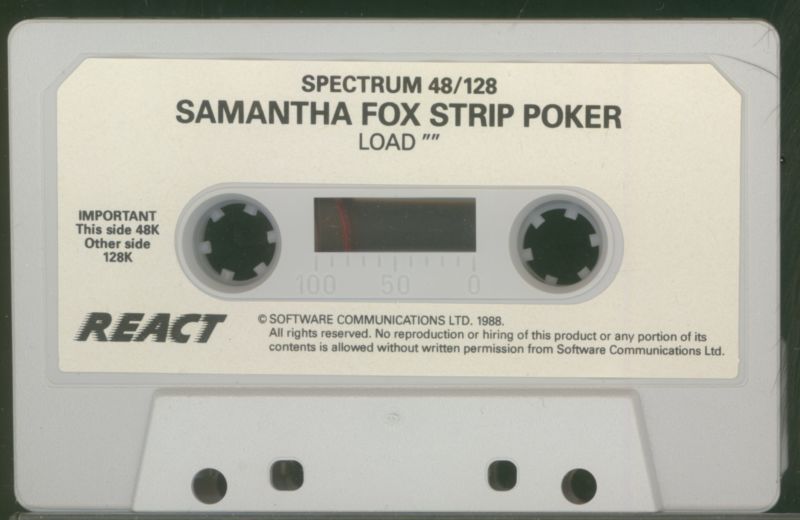 SPECTRUM 48/128
SAMANTHA FOX STRIP POKER
LOAD ""
IMPORTANT
This side 48K
Other side
128K
100 50 0
REACT
© SOFTWARE COMMUNICATIONS LTD. 1988.
All rights reserved. No reproduction or hiring of this product or any portion of its
contents is allowed without written permission from Software Communications Ltd.